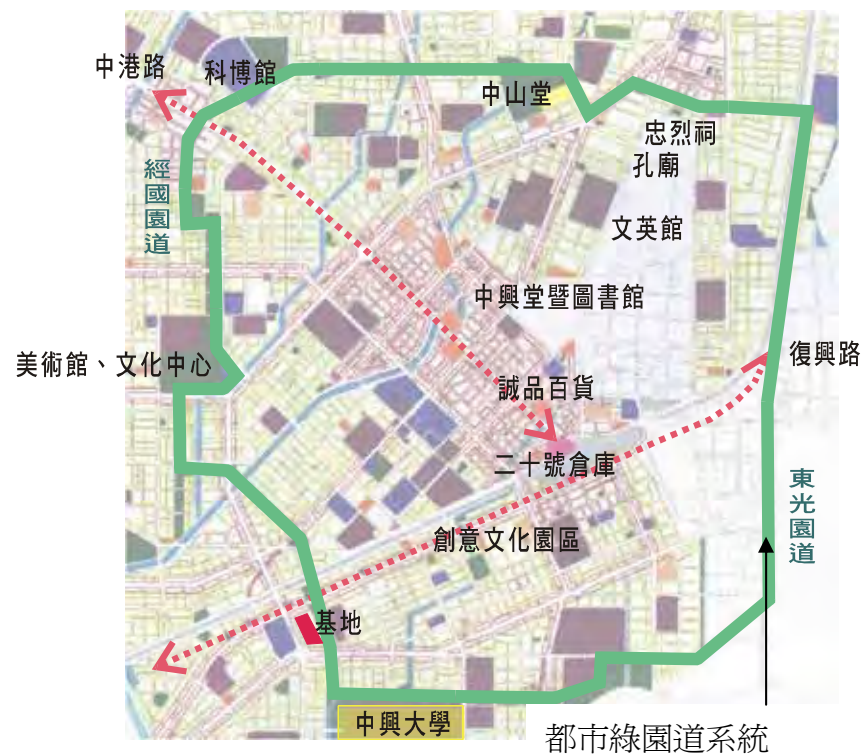 中港路
科博館
中山堂
忠烈祠
孔廟
經國園道
文英館
中興堂暨圖書館
美術館、文化中心
復興路
誠品百貨
二十號倉庫
東光園道
創意文化園區
基地
中興大學
都市綠園道系統